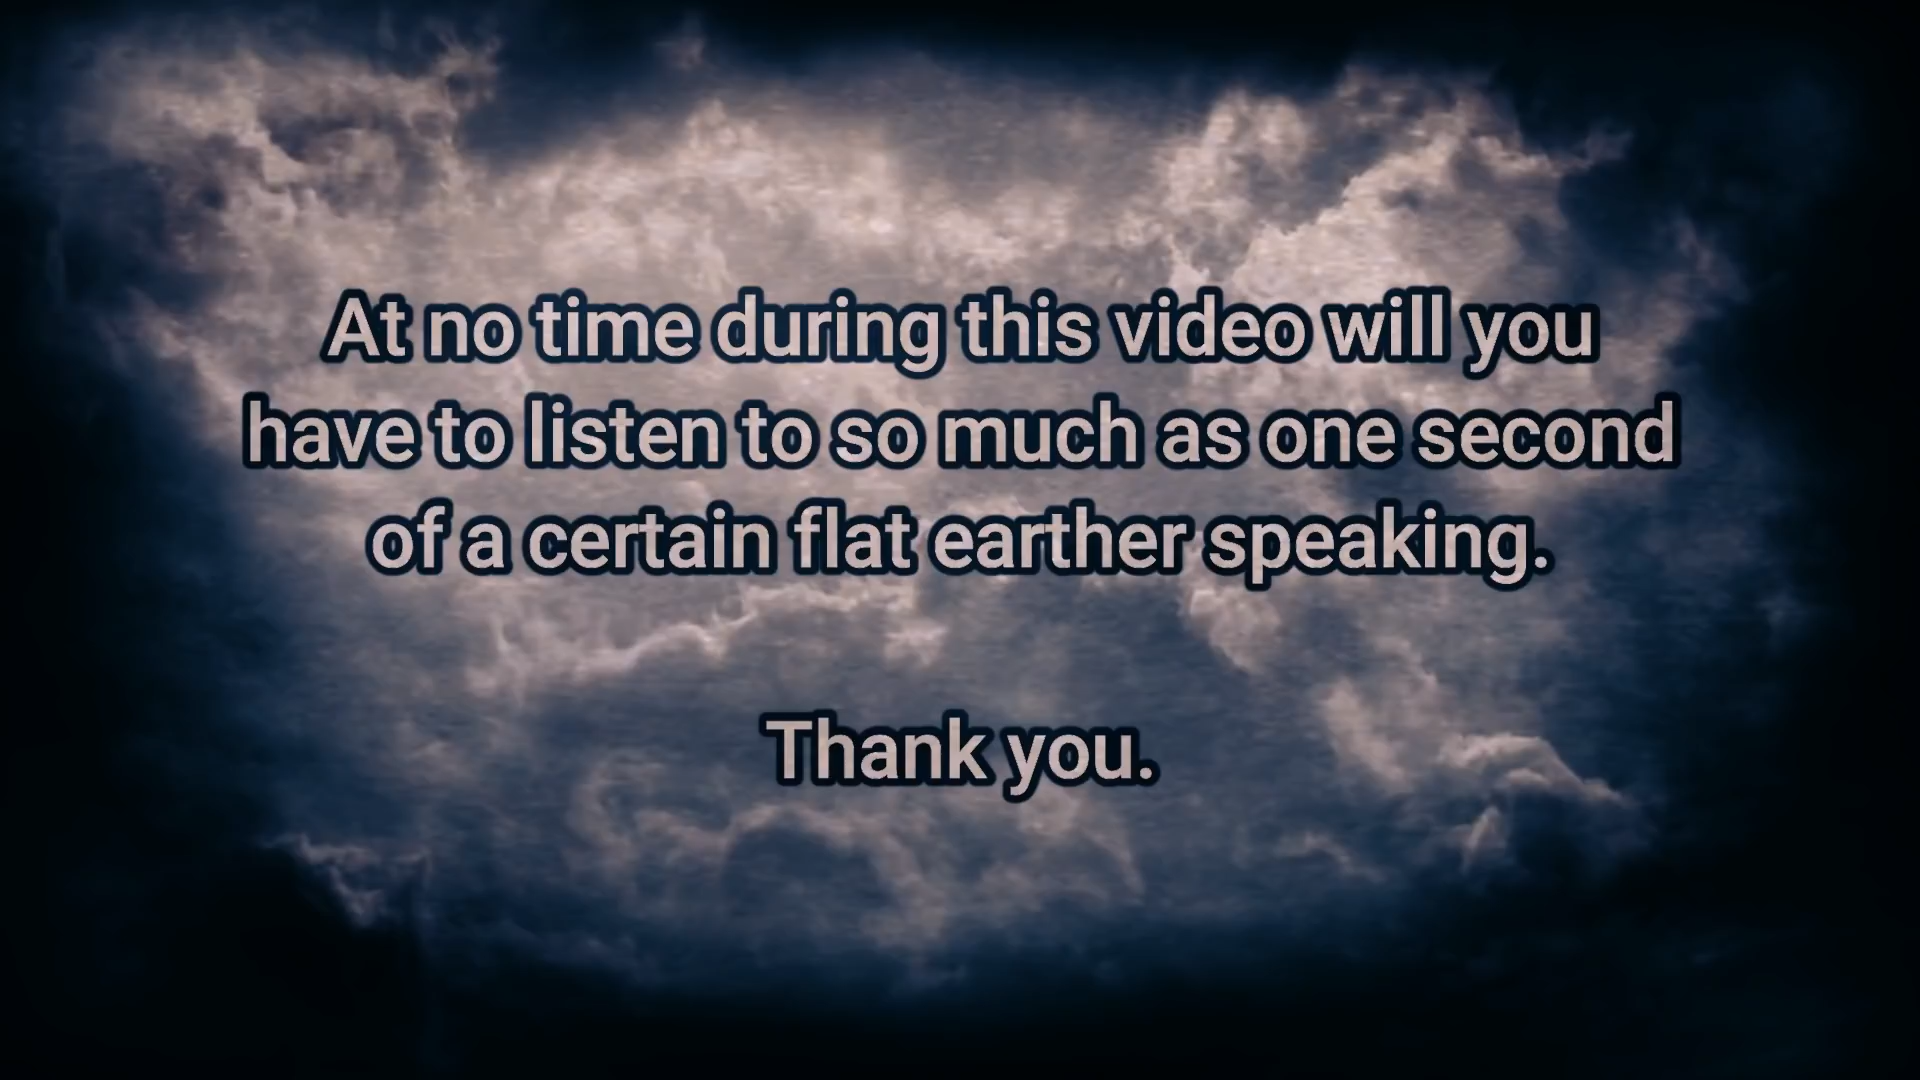 At no time during this video will you
have to listen to so much as one second
of a certain flat earther speaking.
Thank you.